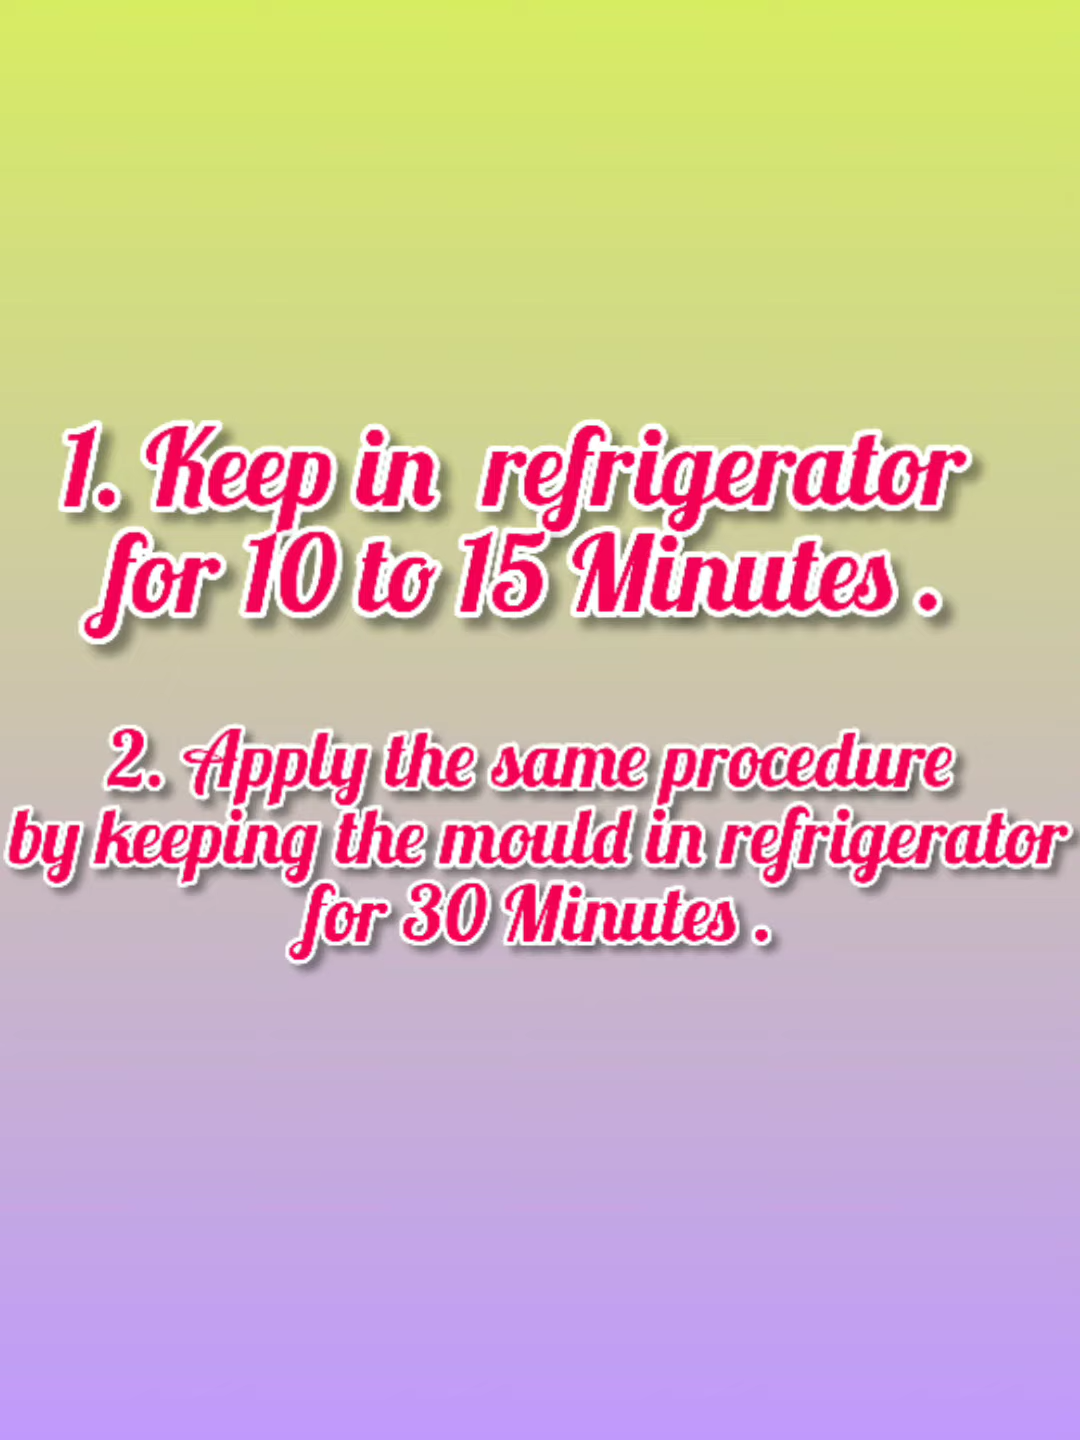 1. Keep in refrigerator
for 10 to 15 Minutes .
2. Apply the same procedure
by keeping the mould in refrigerator
for 30 Minutes .